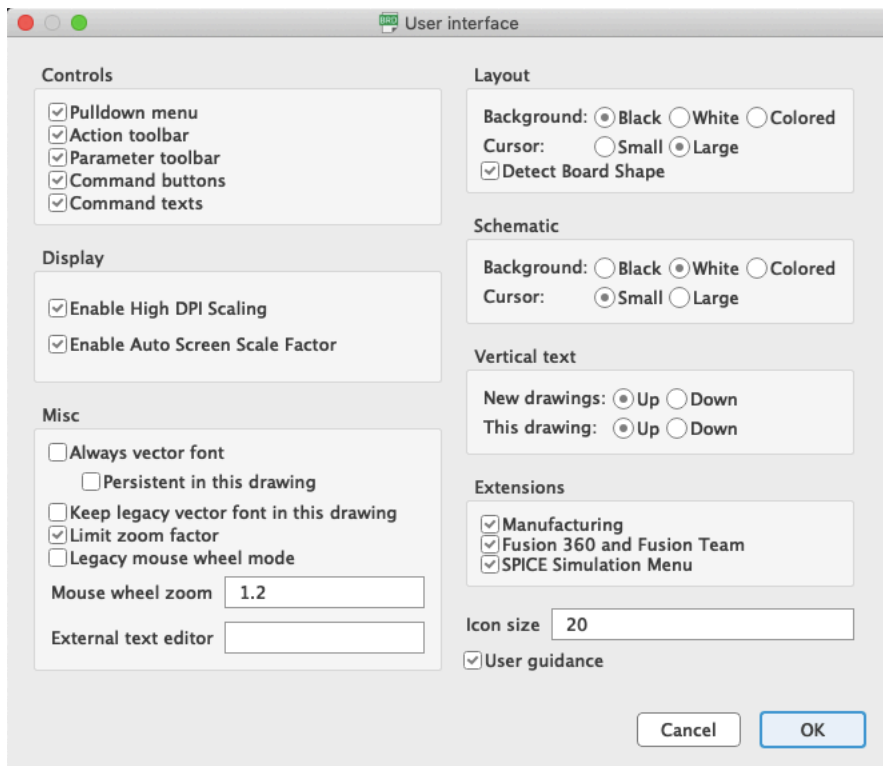 BRD User interface
Controls
Pulldown menu
Action toolbar
Parameter toolbar
Command buttons
Command texts
Display
Enable High DPI Scaling
Enable Auto Screen Scale Factor
Misc
Always vector font
Persistent in this drawing
Keep legacy vector font in this drawing
Limit zoom factor
Legacy mouse wheel mode
Mouse wheel zoom 1.2
External text editor
Layout
Background: Black White Colored
Cursor: Small Large
Detect Board Shape
Schematic
Background: Black White Colored
Cursor: Small Large
Vertical text
New drawings: Up Down
This drawing: Up Down
Extensions
Manufacturing
Fusion 360 and Fusion Team
SPICE Simulation Menu
Icon size 20
User guidance
Cancel OK